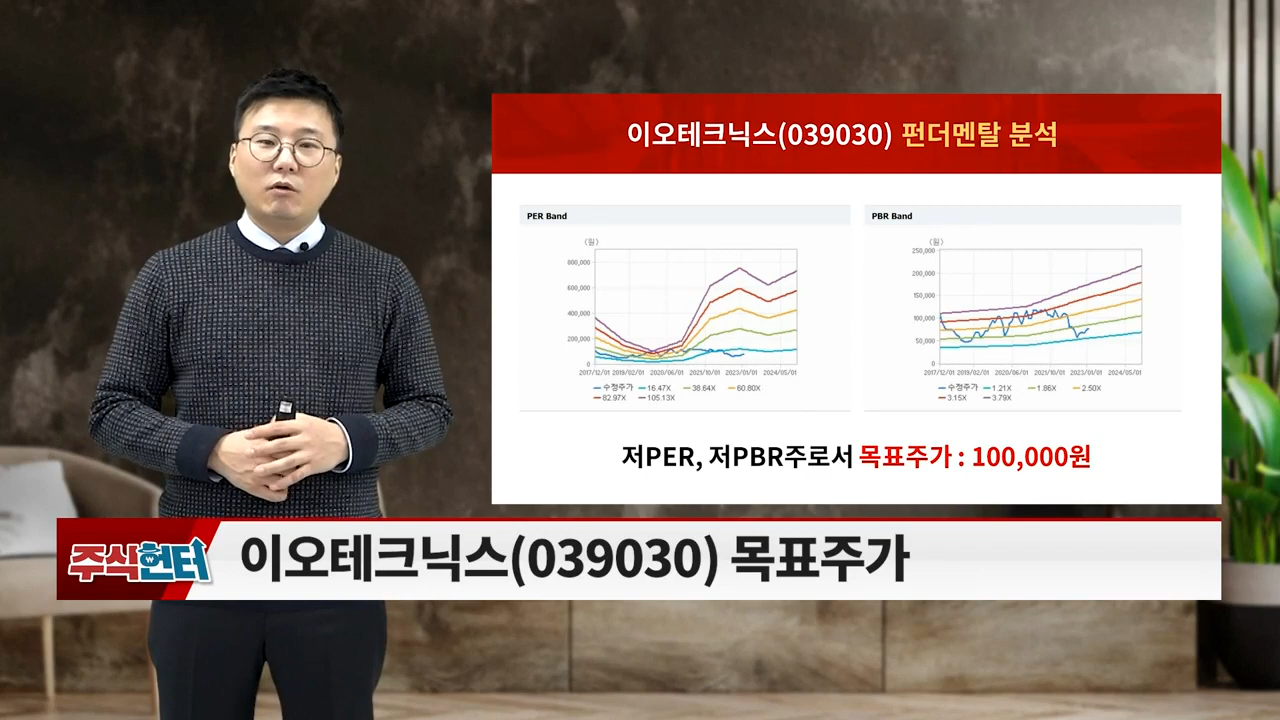 이오테크닉스(039030) 펀더멘탈 분석
PER Band
(원)
800,000
600,000
400,000
200,000
0
2017/12/01 2019/02/01 2020/06/01 2021/10/01 2023/01/01 2024/05/01
수정주가 16.47X 38.64X 60.80X
82.97X 105.13X
PBR Band
(원)
250,000
200,000
150,000
100,000
50,000
0
2017/12/01 2019/02/01 2020/06/01 2021/10/01 2023/01/01 2024/05/01
수정주가 1.21X 1.86X 2.50X
3.15X 3.79X
저PER, 저PBR주로서 목표주가 : 100,000원
주식헌터 이오테크닉스(039030) 목표주가